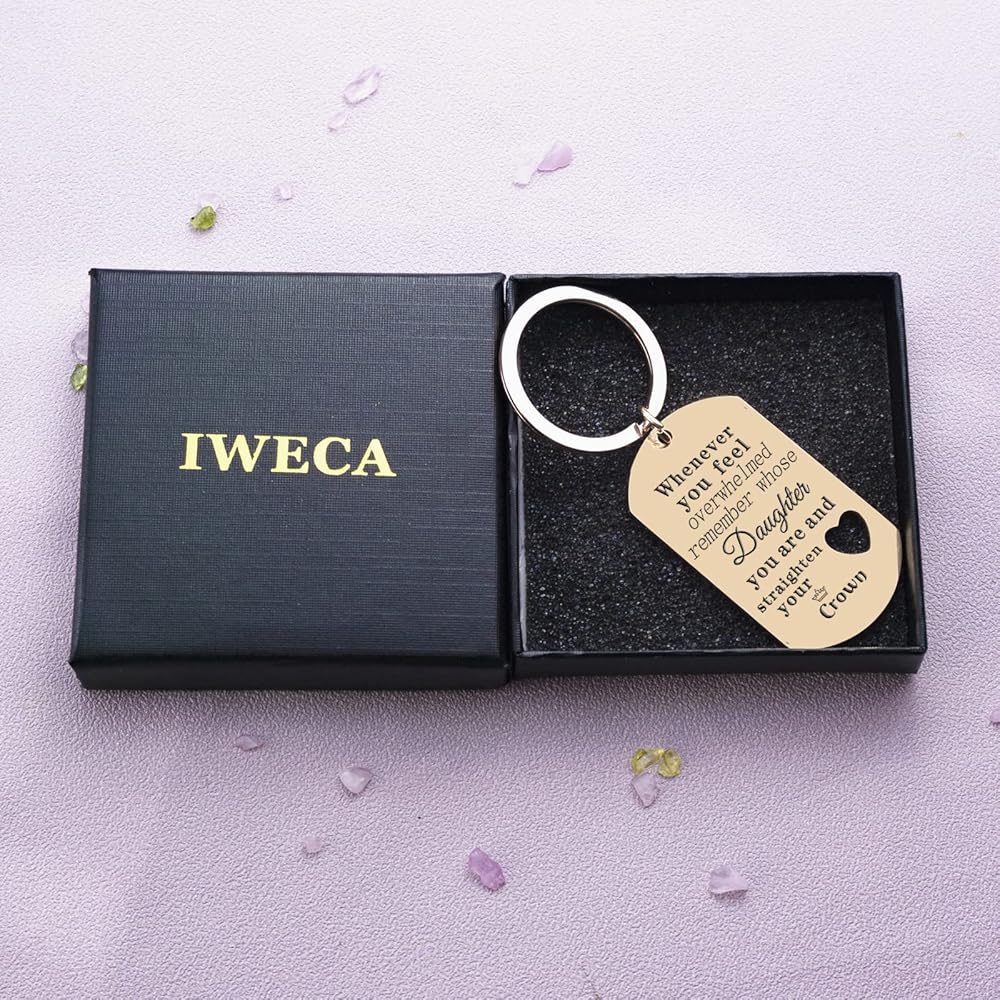 IWECA
Whenever
you feel
overwhelmed
remember whose
Daughter
you are and
straighten
your Crown